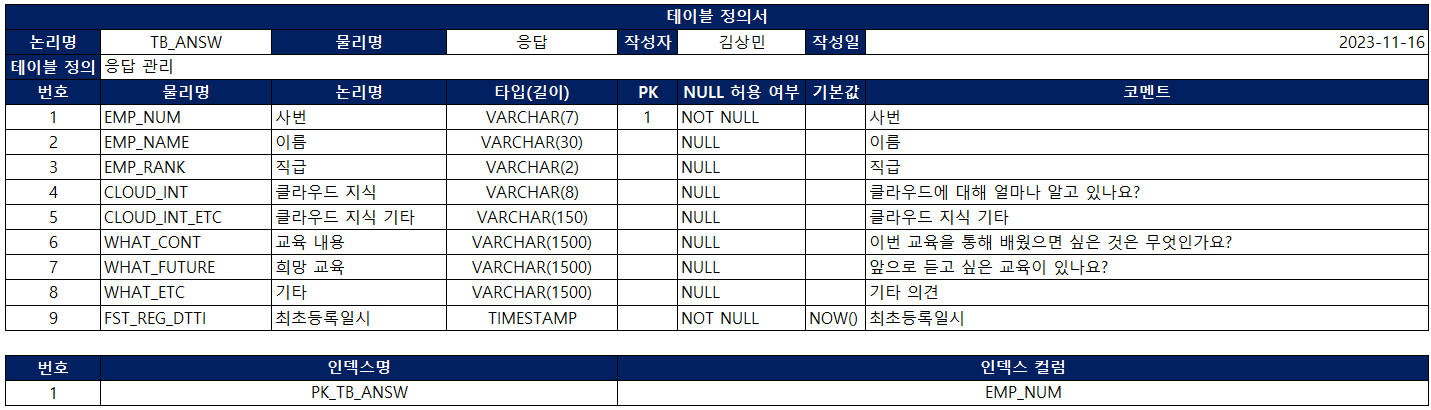 테이블 정의서
논리명 TB_ANSW 물리명 응답 작성자 김상민 작성일 2023-11-16
테이블 정의 응답 관리
번호 물리명 논리명 타입(길이) PK NULL 허용 여부 기본값 코멘트
1 EMP_NUM 사번 VARCHAR(7) 1 NOT NULL 사번
2 EMP_NAME 이름 VARCHAR(30) NULL 이름
3 EMP_RANK 직급 VARCHAR(2) NULL 직급
4 CLOUD_INT 클라우드 지식 VARCHAR(8) NULL 클라우드에 대해 얼마나 알고 있나요?
5 CLOUD_INT_ETC 클라우드 지식 기타 VARCHAR(150) NULL 클라우드 지식 기타
6 WHAT_CONT 교육 내용 VARCHAR(1500) NULL 이번 교육을 통해 배웠으면 싶은 것은 무엇인가요?
7 WHAT_FUTURE 희망 교육 VARCHAR(1500) NULL 앞으로 듣고 싶은 교육이 있나요?
8 WHAT_ETC 기타 VARCHAR(1500) NULL 기타 의견
9 FST_REG_DTTI 최초등록일시 TIMESTAMP NOT NULL NOW() 최초등록일시
번호 인덱스명 인덱스 컬럼
1 PK_TB_ANSW EMP_NUM